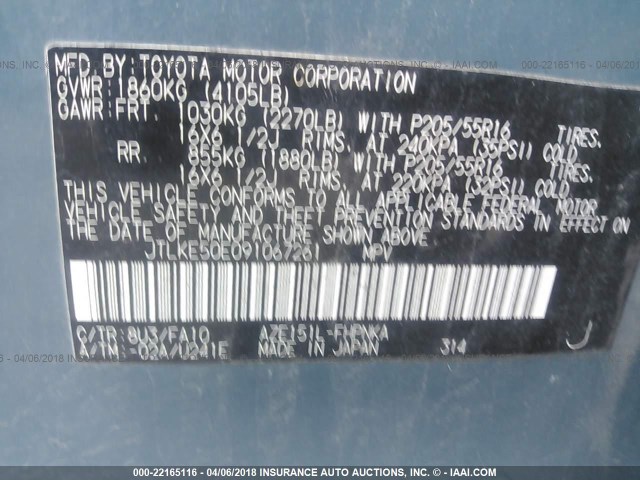 MFD. BY: TOYOTA MOTOR CORPORATION
GVWR: 1860KG (4105LB)
GAWR: FRT. 1030KG (2270LB) WITH P205/55R16 TIRES.
16X6 1/2J RIMS. AT 240KPA (35PSI) COLD
RR. 855KG (1880LB) WITH P205/55R16 TIRES.
16X6 1/2J RIMS. AT 220KPA (32PSI) COLD
THIS VEHICLE CONFORMS TO ALL APPLICABLE FEDERAL MOTOR
VEHICLE SAFETY AND THEFT PREVENTION STANDARDS IN EFFECT ON
THE DATE OF MANUFACTURE SHOWN ABOVE.
JTLKE50E091067261 MPV
C/TR: 8U3/FA10 AZE151L-FHPNKA
MADE IN JAPAN 314 J
000-22165116 - 04/06/2018 INSURANCE AUTO AUCTIONS, INC. - © - IAAI.COM